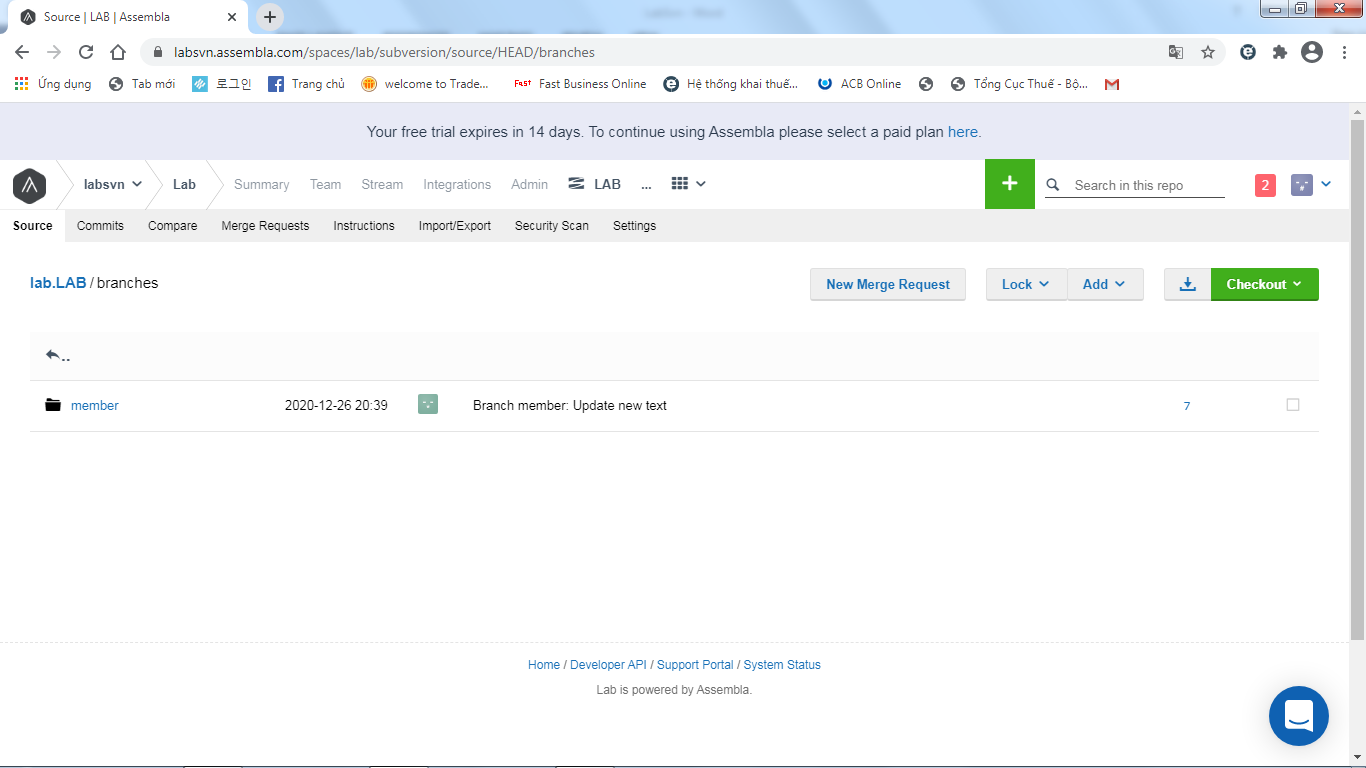 Source | LAB | Assembla
labsvn.assembla.com/spaces/lab/subversion/source/HEAD/branches
Ứng dụng Tab mới 로그인 Trang chủ welcome to Trade... Fast Fast Business Online Hệ thống khai thuế... ACB Online Tổng Cục Thuế - Bộ...
Your free trial expires in 14 days. To continue using Assembla please select a paid plan here.
labsvn Lab Summary Team Stream Integrations Admin LAB ... + Search in this repo 2
Source Commits Compare Merge Requests Instructions Import/Export Security Scan Settings
lab.LAB / branches New Merge Request Lock Add Checkout
..
member 2020-12-26 20:39 Branch member: Update new text 7
Home / Developer API / Support Portal / System Status
Lab is powered by Assembla.